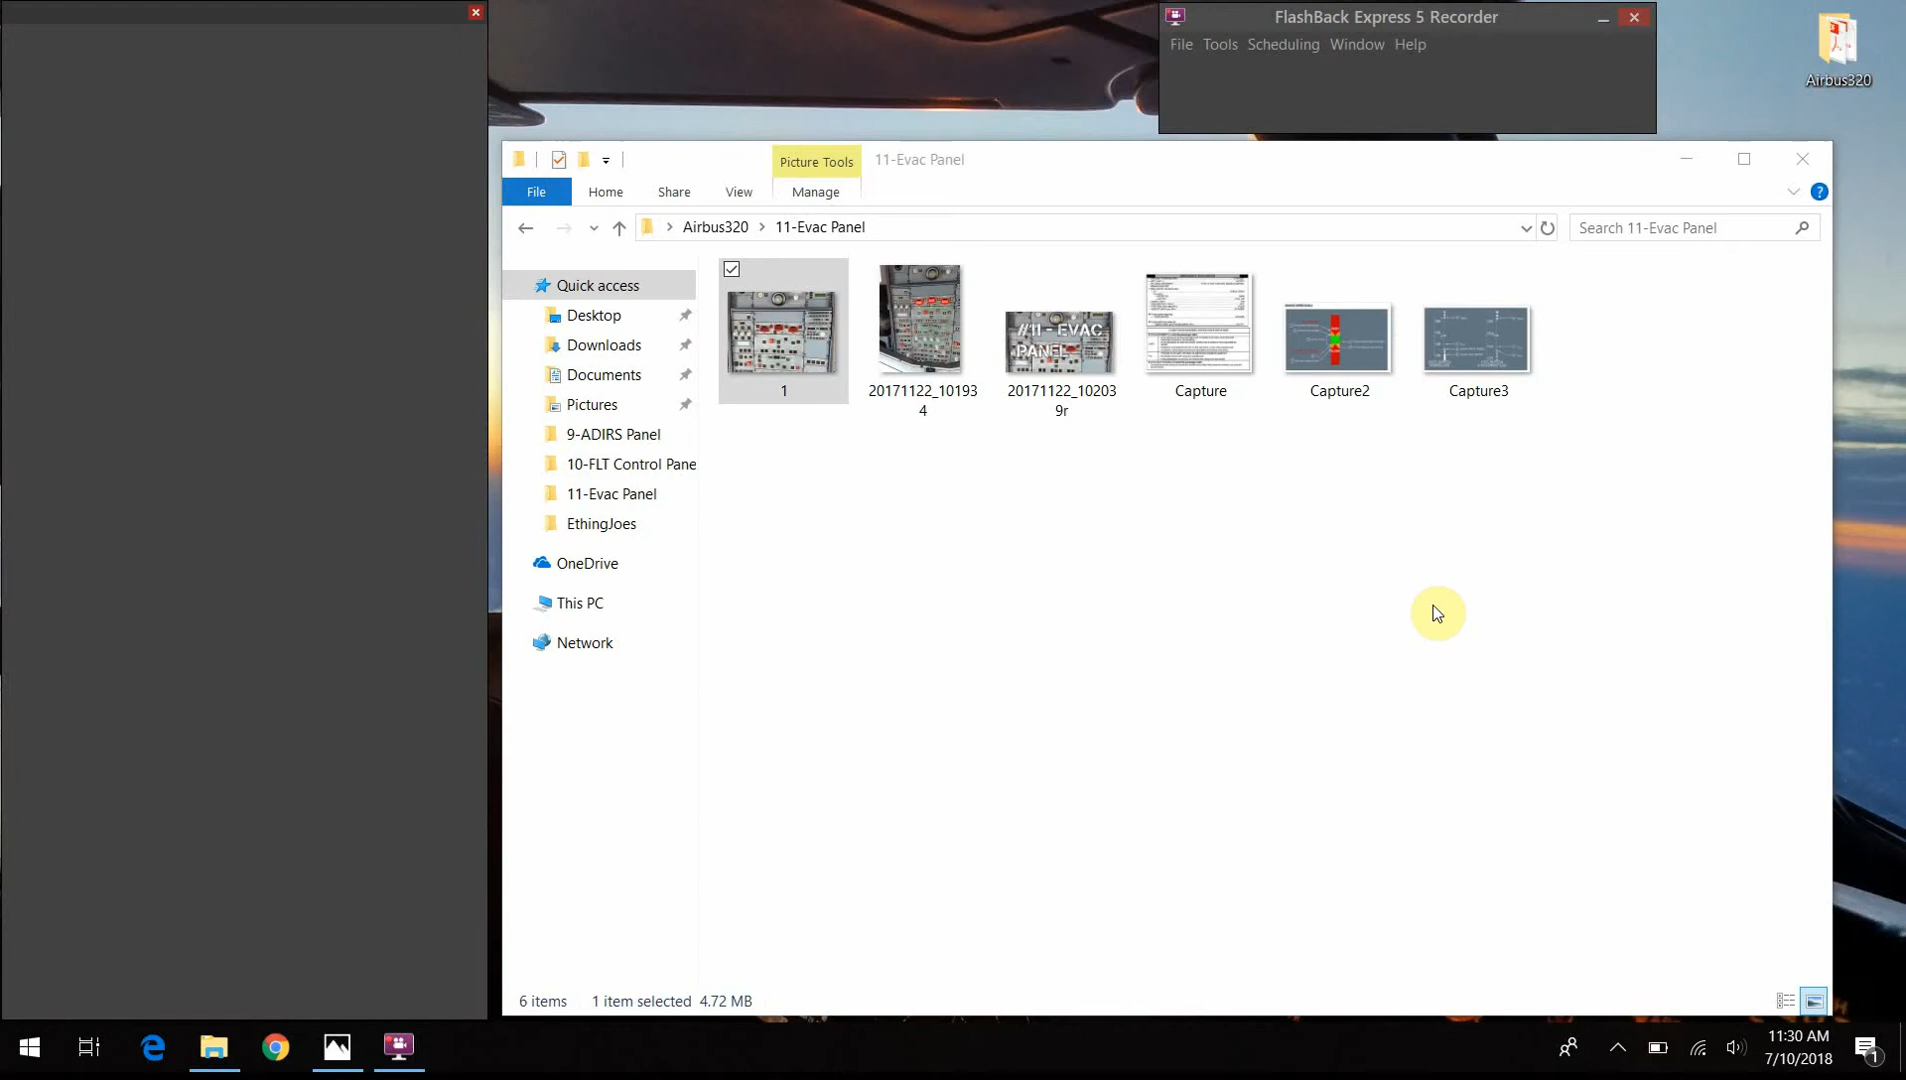 FlashBack Express 5 Recorder
File Tools Scheduling Window Help
Airbus320
Picture Tools
11-Evac Panel
File
Home
Share
View
Manage
Airbus320
11-Evac Panel
Search 11-Evac Panel
Quick access
Desktop
Downloads
Documents
Pictures
9-ADIRS Panel
10-FLT Control Pane
11-Evac Panel
EthingJoes
OneDrive
This PC
Network
//11 - EVAC
PANEL
1
20171122_10193
4
20171122_10203
9r
Capture
Capture2
Capture3
6 items
1 item selected 4.72 MB
11:30 AM
7/10/2018
1